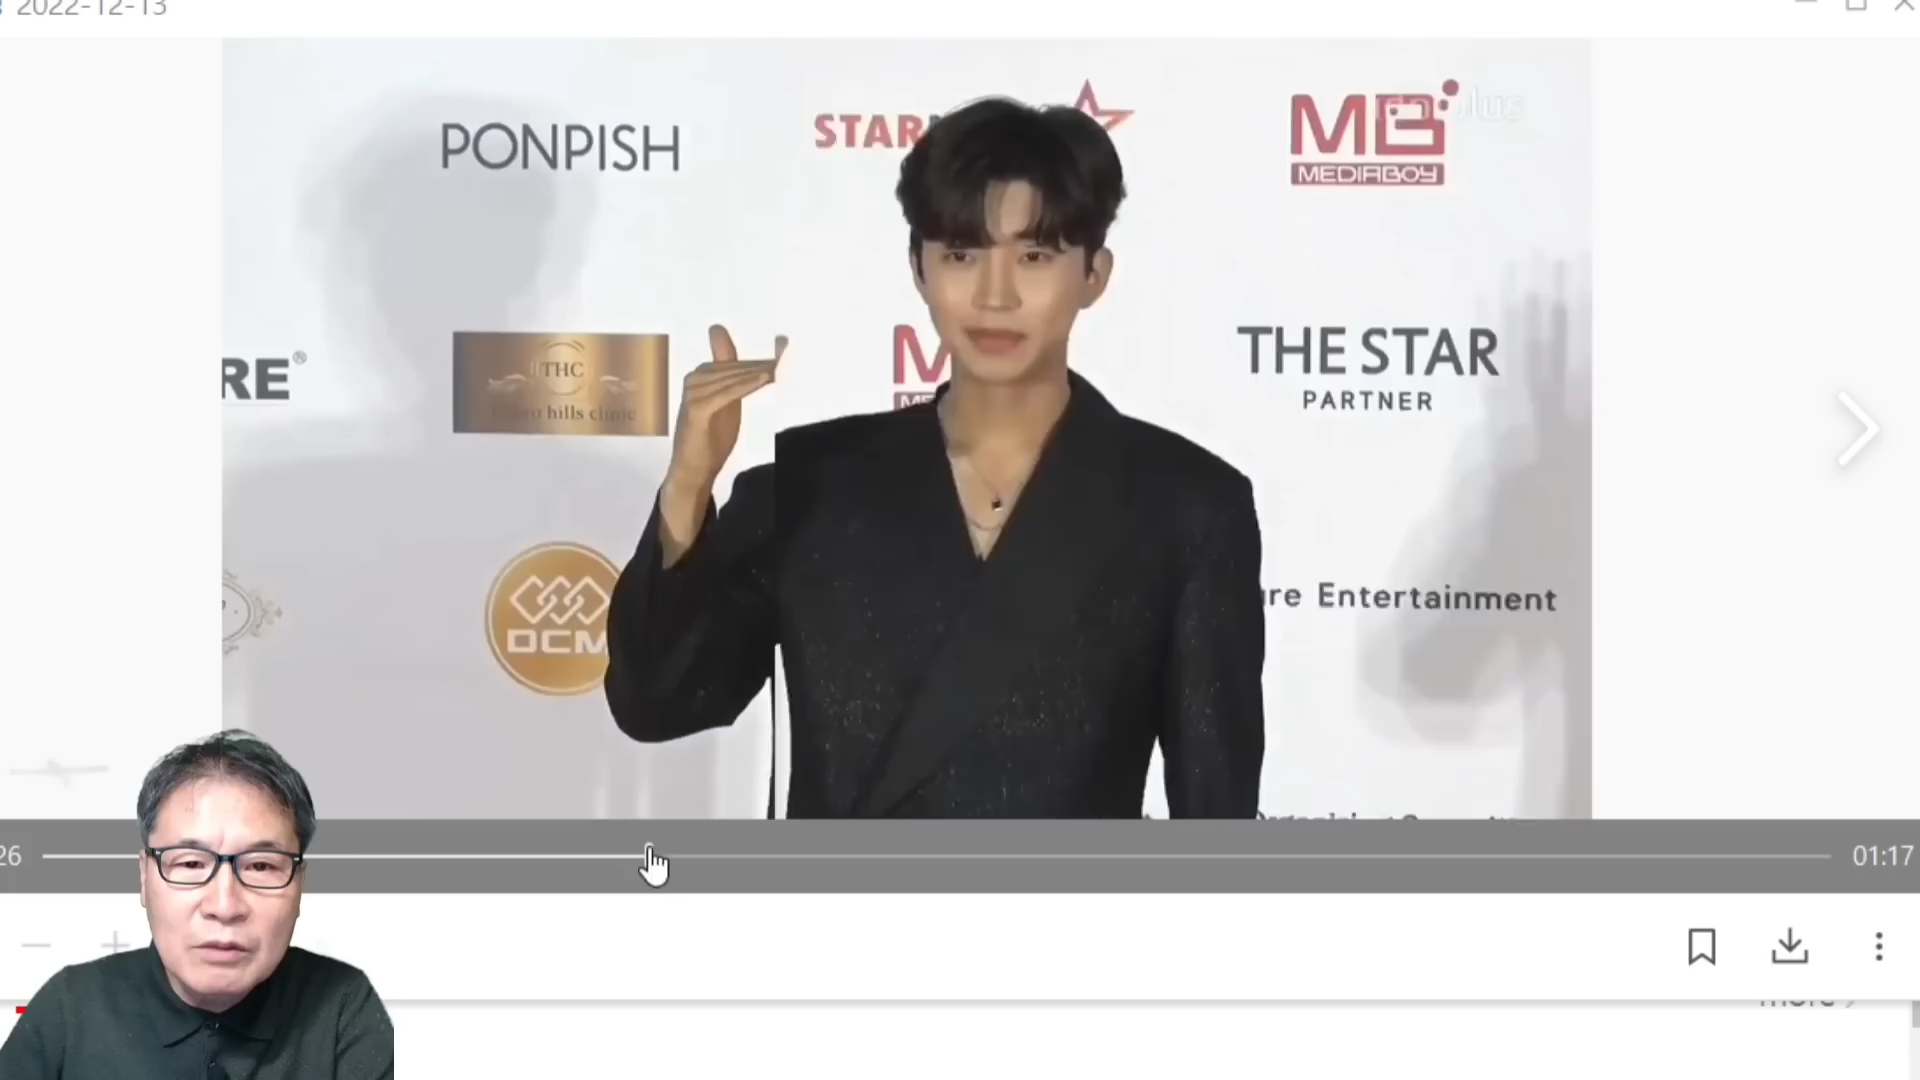 2022-12-13
PONPISH
STAR
MB
MEDIABOY
RE®
THC
hills clinic
THE STAR
PARTNER
DCM
re Entertainment
26
01:17
more